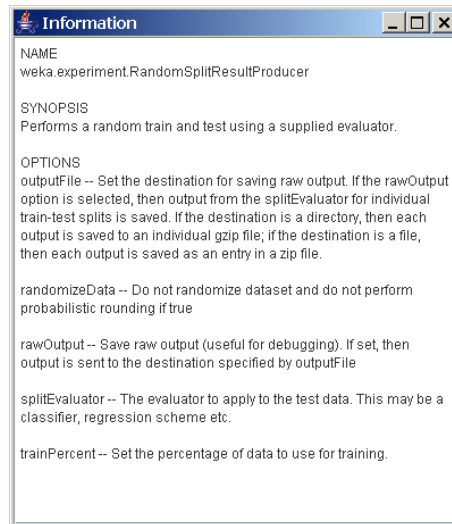 Information
NAME
weka.experiment.RandomSplitResultProducer
SYNOPSIS
Performs a random train and test using a supplied evaluator.
OPTIONS
outputFile -- Set the destination for saving raw output. If the rawOutput
option is selected, then output from the splitEvaluator for individual
train-test splits is saved. If the destination is a directory, then each
output is saved to an individual gzip file; if the destination is a file,
then each output is saved as an entry in a zip file.
randomizeData -- Do not randomize dataset and do not perform
probabilistic rounding if true
rawOutput -- Save raw output (useful for debugging). If set, then
output is sent to the destination specified by outputFile
splitEvaluator -- The evaluator to apply to the test data. This may be a
classifier, regression scheme etc.
trainPercent -- Set the percentage of data to use for training.